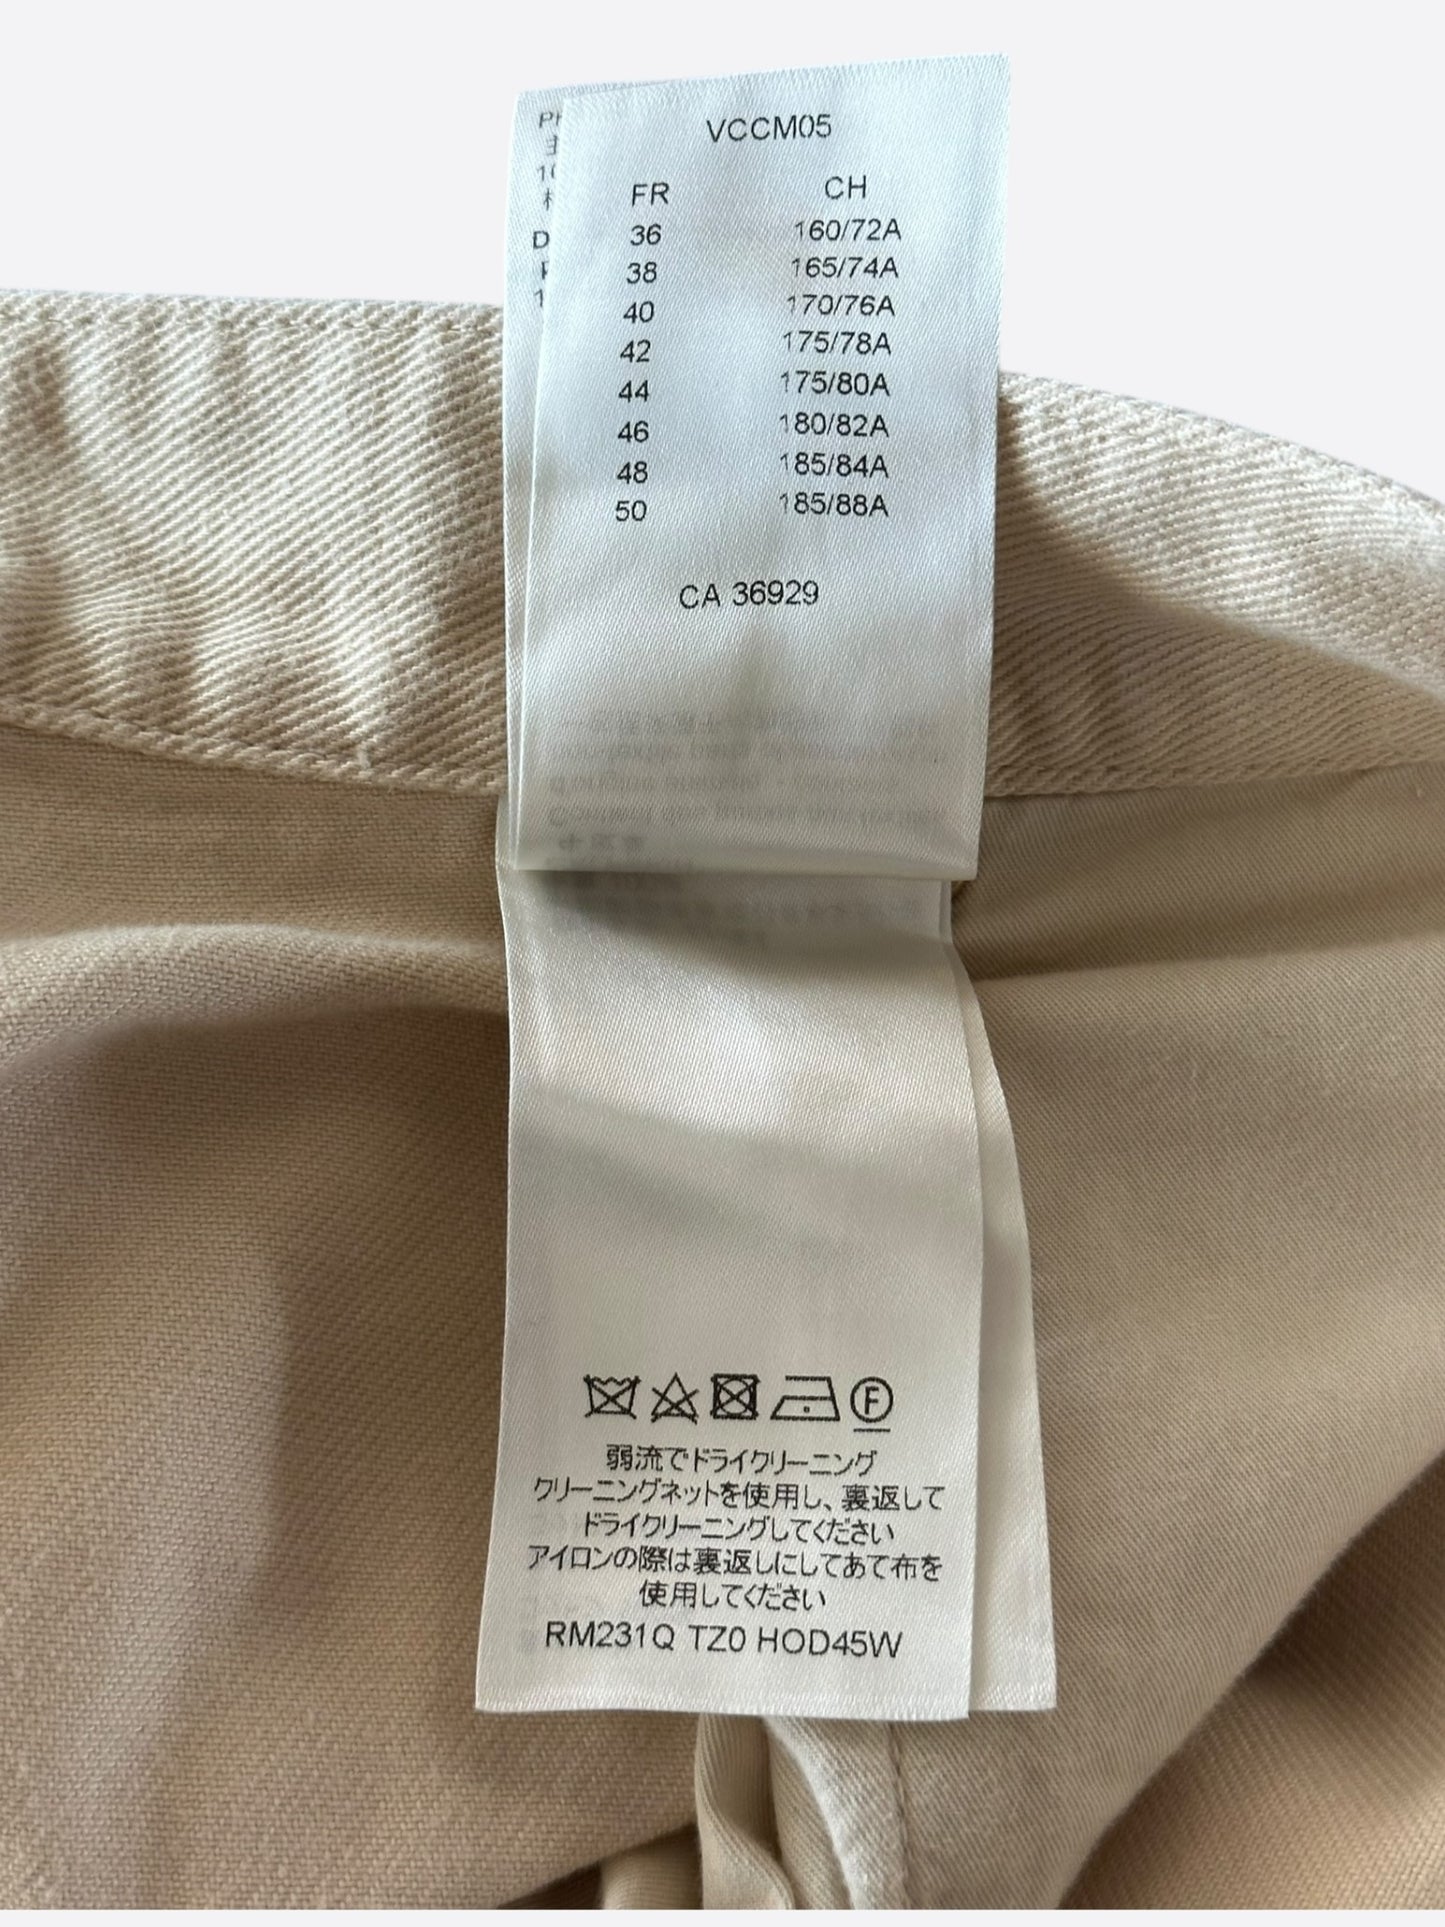 VCCM05
FR CH
36 160/72A
38 165/74A
40 170/76A
42 175/78A
44 175/80A
46 180/82A
48 185/84A
50 185/88A
CA 36929
F
弱流でドライクリーニング
クリーニングネットを使用し、裏返して
ドライクリーニングしてください
アイロンの際は裏返しにしてあて布を
使用してください
RM231Q TZ0 HOD45W